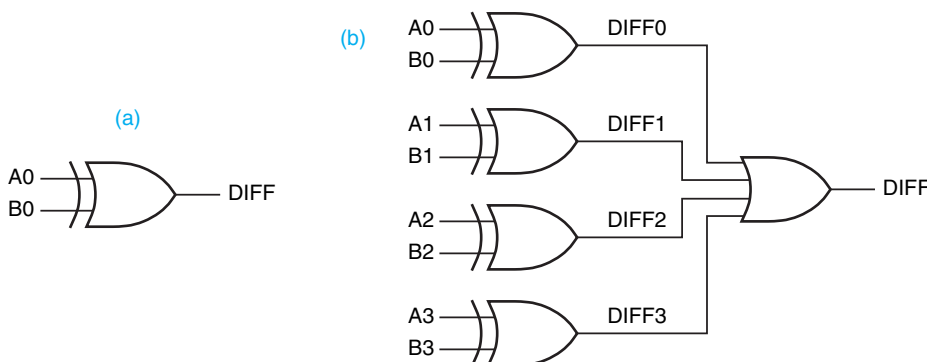 (a)
A0
B0
DIFF
(b)
A0
B0
DIFF0
A1
B1
DIFF1
A2
B2
DIFF2
A3
B3
DIFF3
DIFF